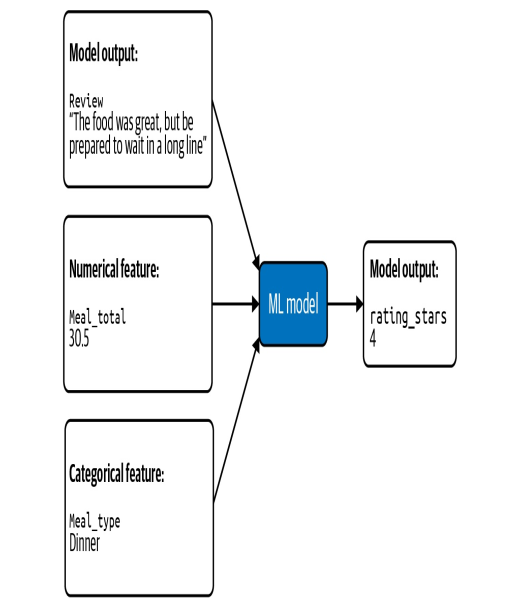 Model output:
Review
"The food was great, but be
prepared to wait in a long line"
Numerical feature:
Meal_total
30.5
Categorical feature:
Meal_type
Dinner
ML model
Model output:
rating_stars
4